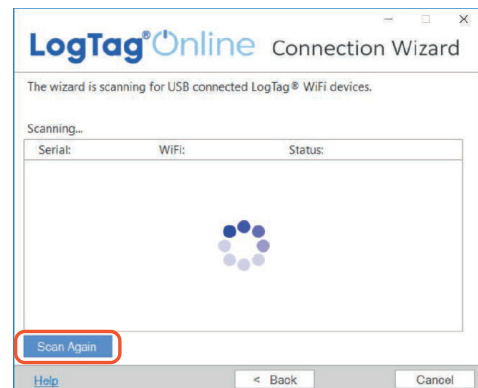 LogTag® Online Connection Wizard
The wizard is scanning for USB connected LogTag® WiFi devices.
Scanning...
Serial: WiFi: Status:
Scan Again
Help < Back Cancel